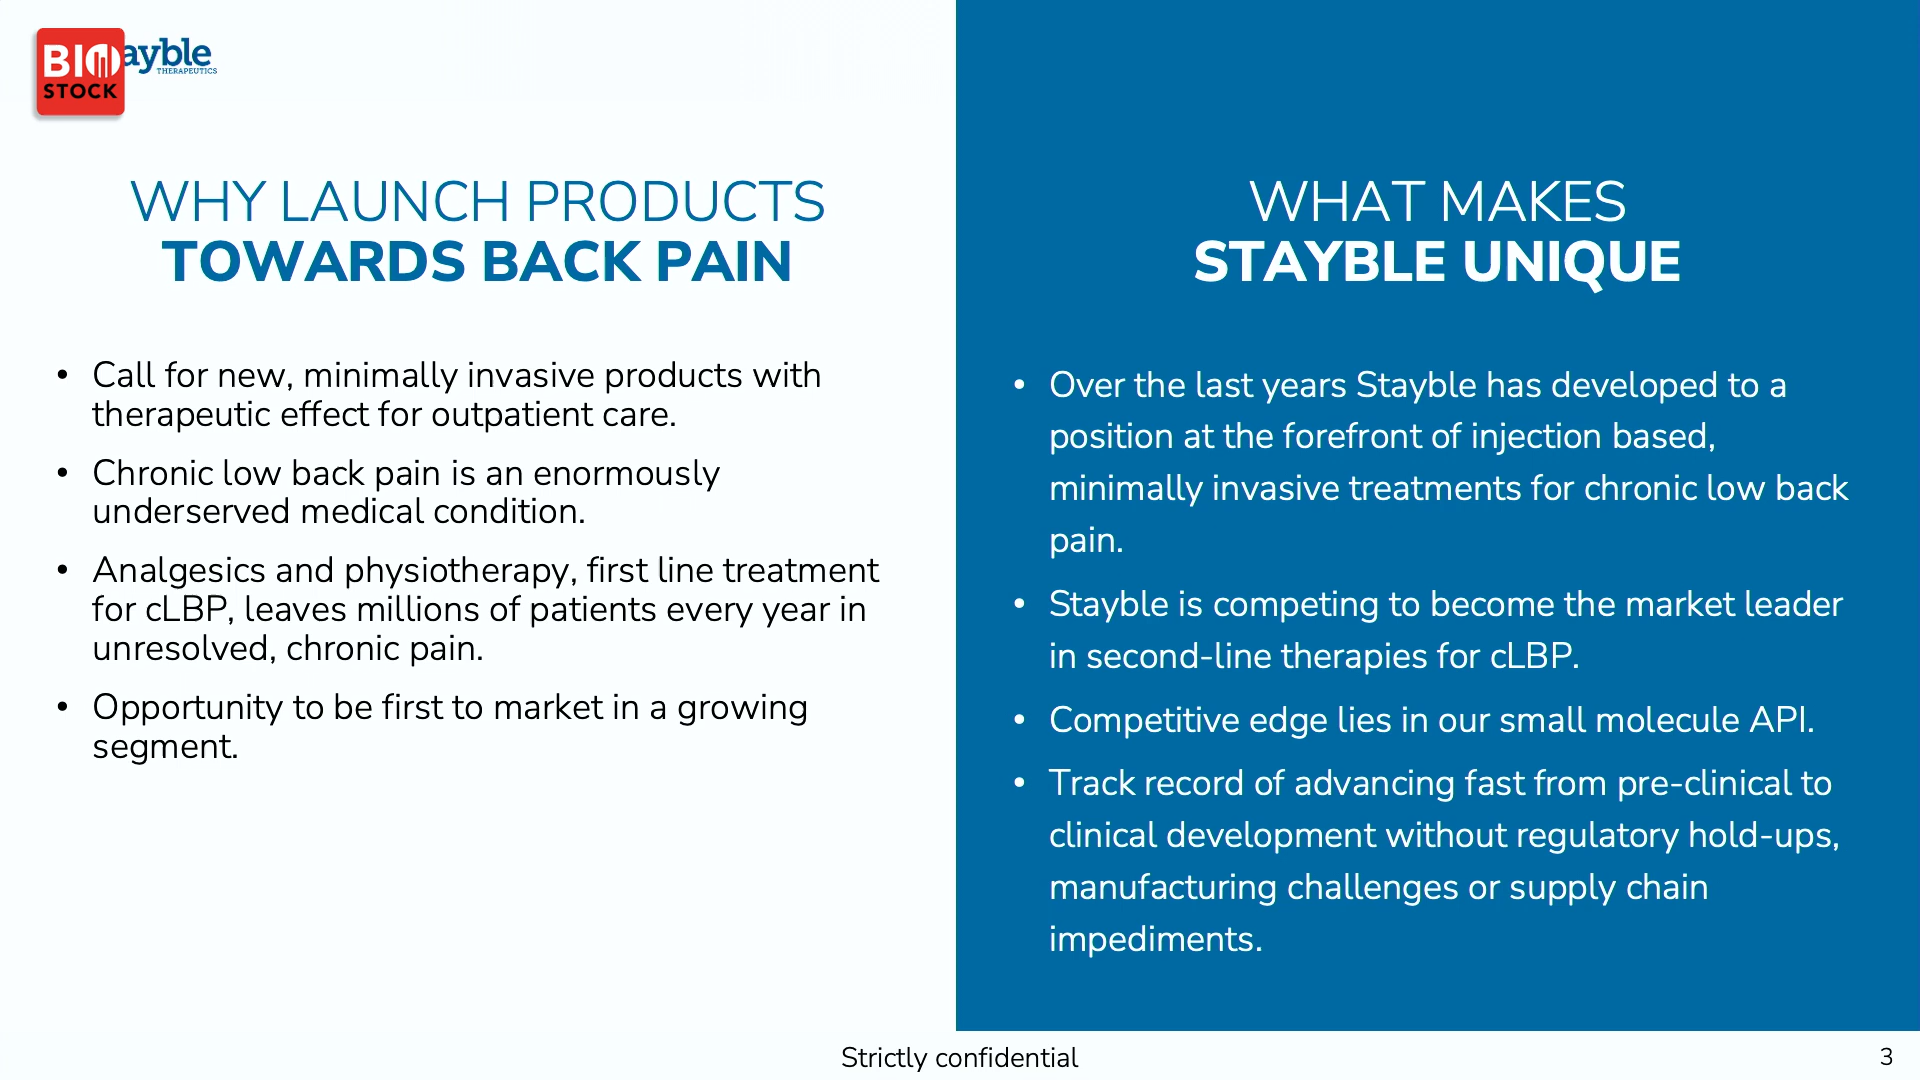 BIO
STOCK
ayble
THERAPEUTICS
WHY LAUNCH PRODUCTS
TOWARDS BACK PAIN
• Call for new, minimally invasive products with
therapeutic effect for outpatient care.
• Chronic low back pain is an enormously
underserved medical condition.
• Analgesics and physiotherapy, first line treatment
for cLBP, leaves millions of patients every year in
unresolved, chronic pain.
• Opportunity to be first to market in a growing
segment.
WHAT MAKES
STAYBLE UNIQUE
• Over the last years Stayble has developed to a
position at the forefront of injection based,
minimally invasive treatments for chronic low back
pain.
• Stayble is competing to become the market leader
in second-line therapies for cLBP.
• Competitive edge lies in our small molecule API.
• Track record of advancing fast from pre-clinical to
clinical development without regulatory hold-ups,
manufacturing challenges or supply chain
impediments.
Strictly confidential
3